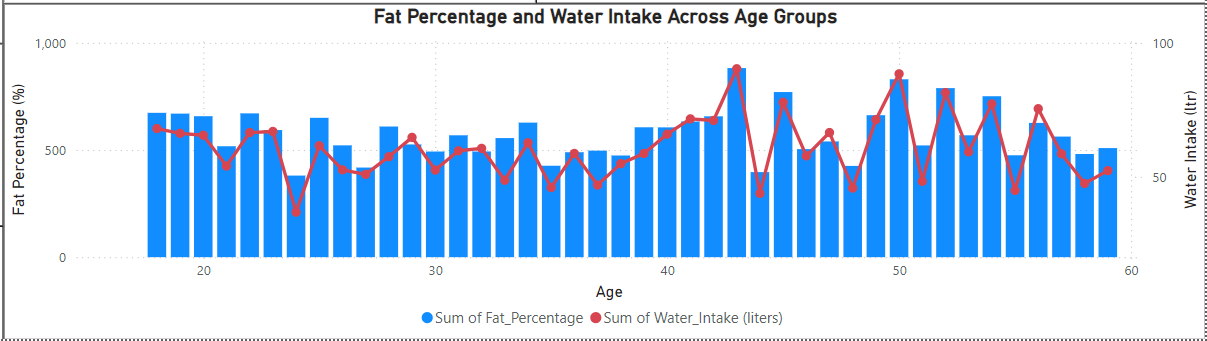 Fat Percentage and Water Intake Across Age Groups
1,000
500
0
Fat Percentage (%)
100
50
Water Intake (ltr)
20 30 40 50 60
Age
Sum of Fat_Percentage Sum of Water_Intake (liters)